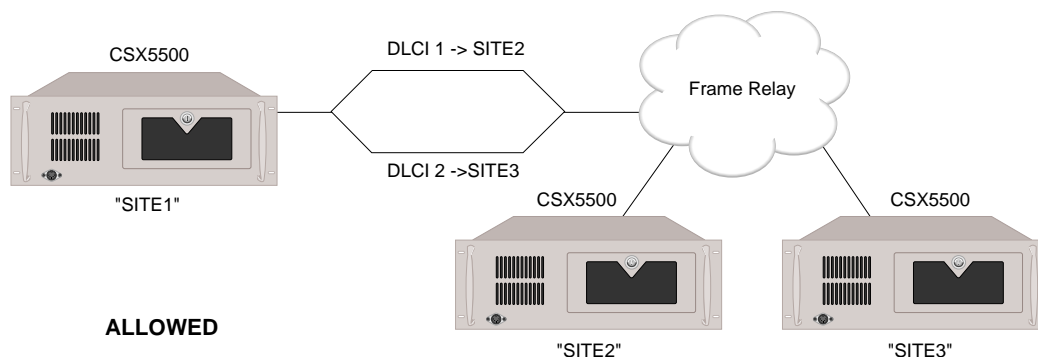 CSX5500
DLCI 1 -> SITE2
Frame Relay
DLCI 2 ->SITE3
"SITE1"
CSX5500
CSX5500
ALLOWED
"SITE2"
"SITE3"